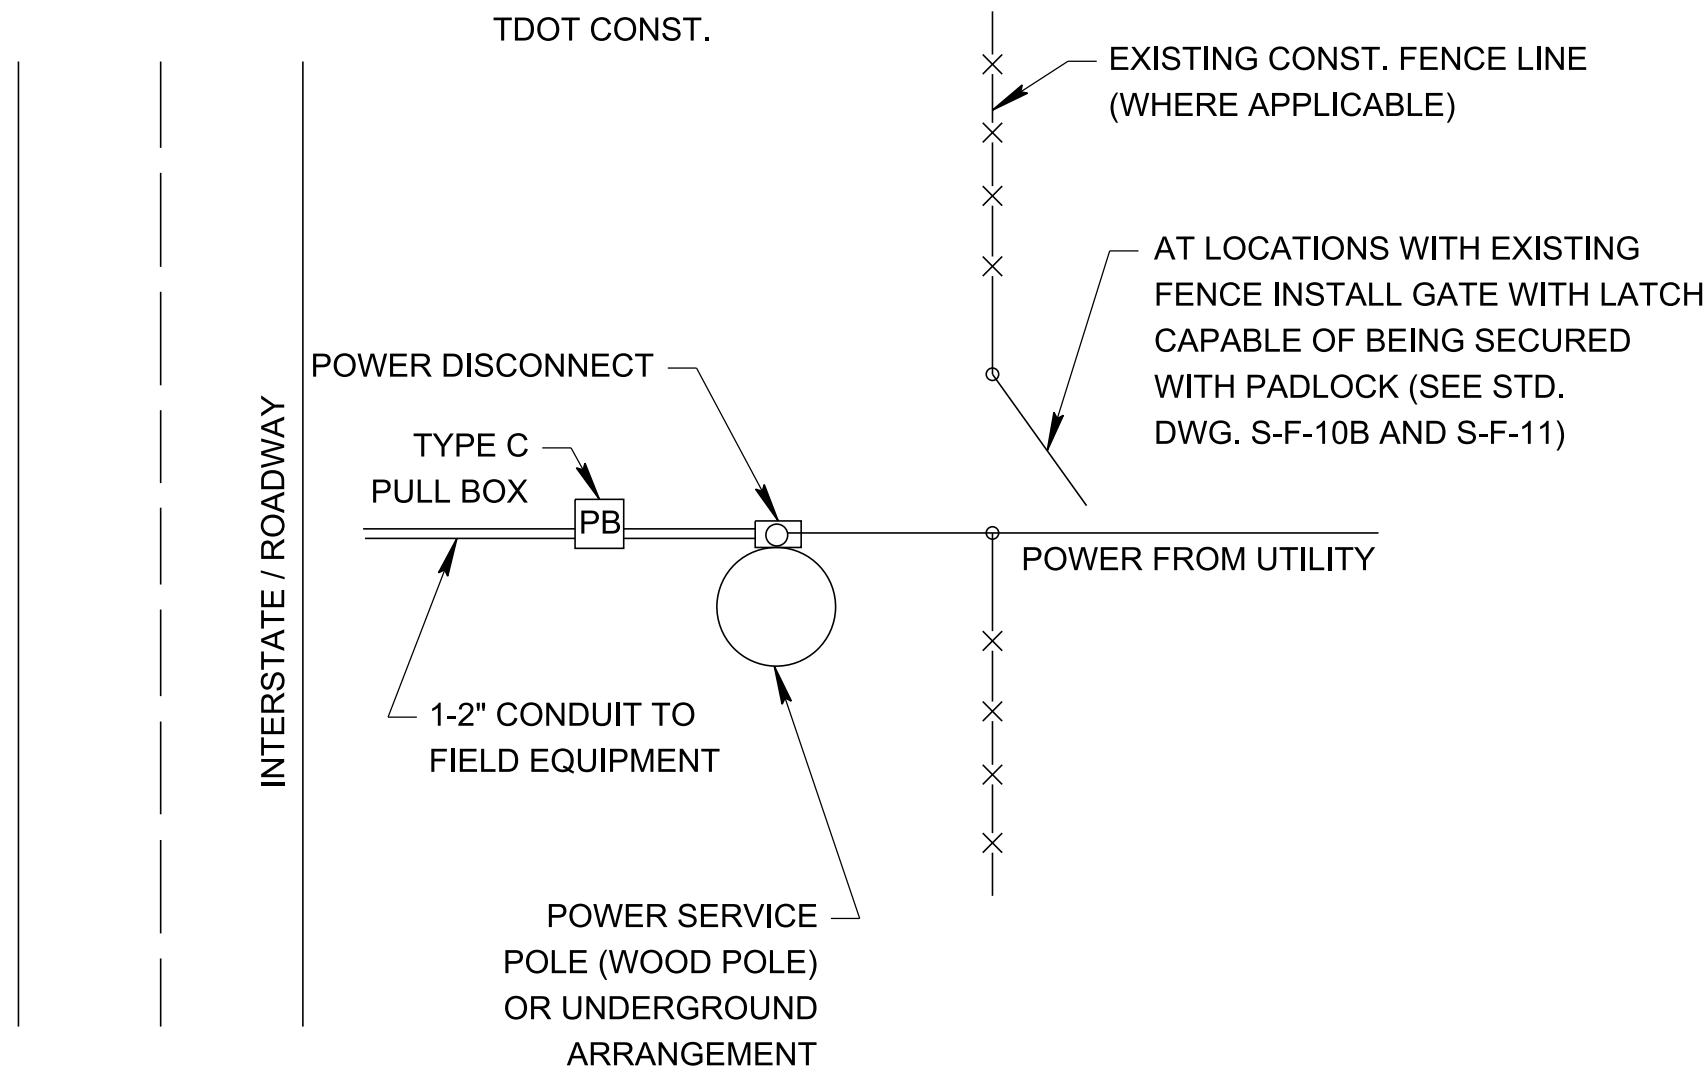 TDOT CONST.
EXISTING CONST. FENCE LINE
(WHERE APPLICABLE)
AT LOCATIONS WITH EXISTING
FENCE INSTALL GATE WITH LATCH
CAPABLE OF BEING SECURED
WITH PADLOCK (SEE STD.
DWG. S-F-10B AND S-F-11)
POWER DISCONNECT
TYPE C
PULL BOX
PB
INTERSTATE / ROADWAY
POWER FROM UTILITY
1-2" CONDUIT TO
FIELD EQUIPMENT
POWER SERVICE
POLE (WOOD POLE)
OR UNDERGROUND
ARRANGEMENT